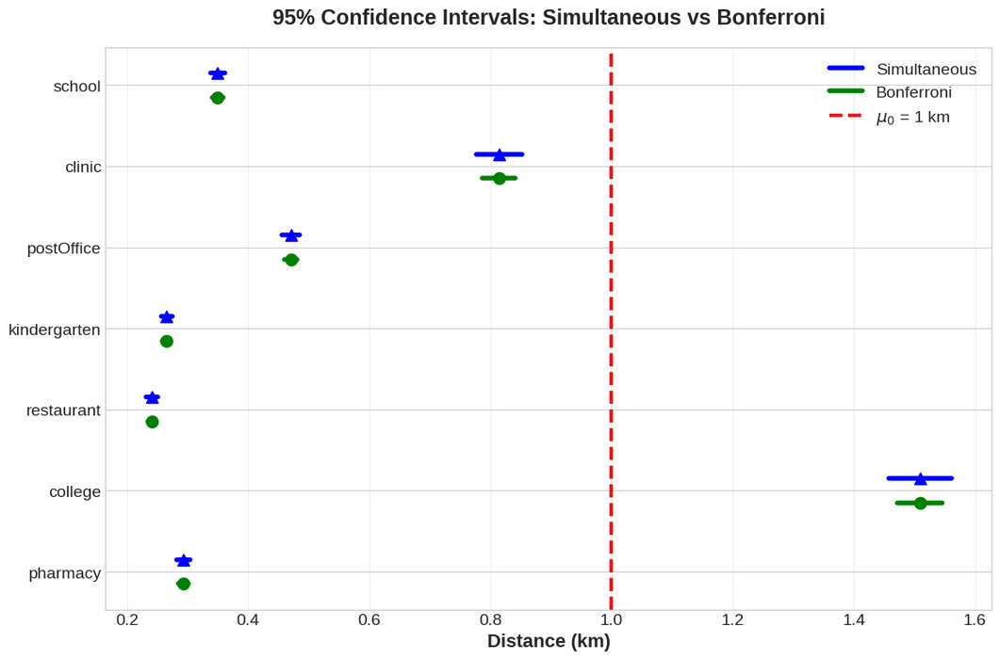 95% Confidence Intervals: Simultaneous vs Bonferroni
Simultaneous
Bonferroni
μ₀ = 1 km
school
clinic
postOffice
kindergarten
restaurant
college
pharmacy
0.2 0.4 0.6 0.8 1.0 1.2 1.4 1.6
Distance (km)